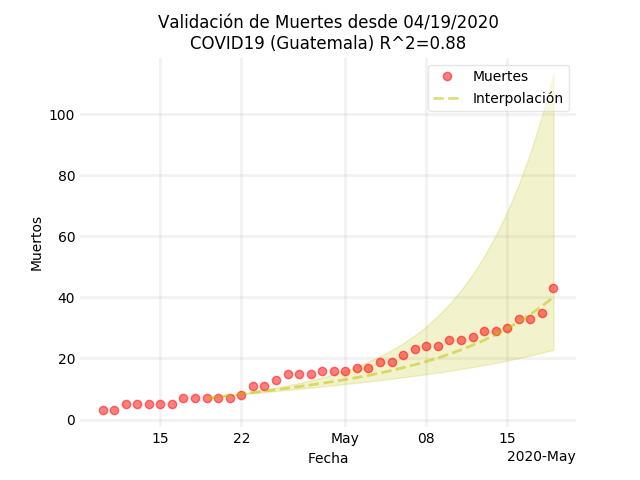 Validación de Muertes desde 04/19/2020
COVID19 (Guatemala) R^2=0.88
Muertes
Interpolación
100
80
60
40
20
0
Muertos
15
22
May
08
15
Fecha
2020-May